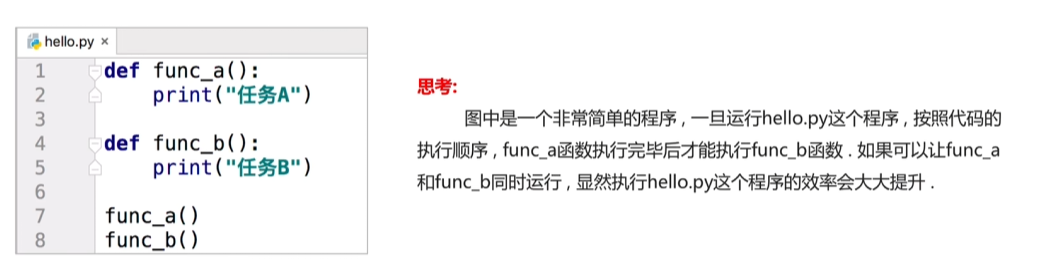 hello.py ×
1 def func_a():
2     print("任务A")
3
4 def func_b():
5     print("任务B")
6
7 func_a()
8 func_b()
思考:
图中是一个非常简单的程序 , 一旦运行hello.py这个程序 , 按照代码的
执行顺序 , func_a函数执行完毕后才能执行func_b函数 . 如果可以让func_a
和func_b同时运行 , 显然执行hello.py这个程序的效率会大大提升 .